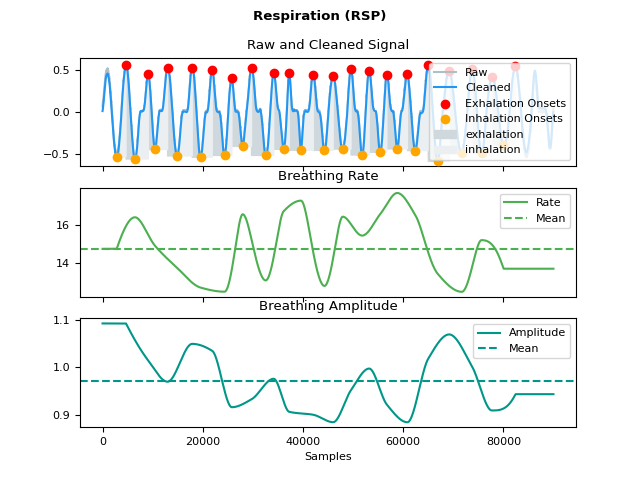 Respiration (RSP)
Raw and Cleaned Signal
0.5
0.0
−0.5
Raw
Cleaned
Exhalation Onsets
Inhalation Onsets
exhalation
inhalation
Breathing Rate
16
14
Rate
Mean
Breathing Amplitude
1.1
1.0
0.9
Amplitude
Mean
0 20000 40000 60000 80000
Samples